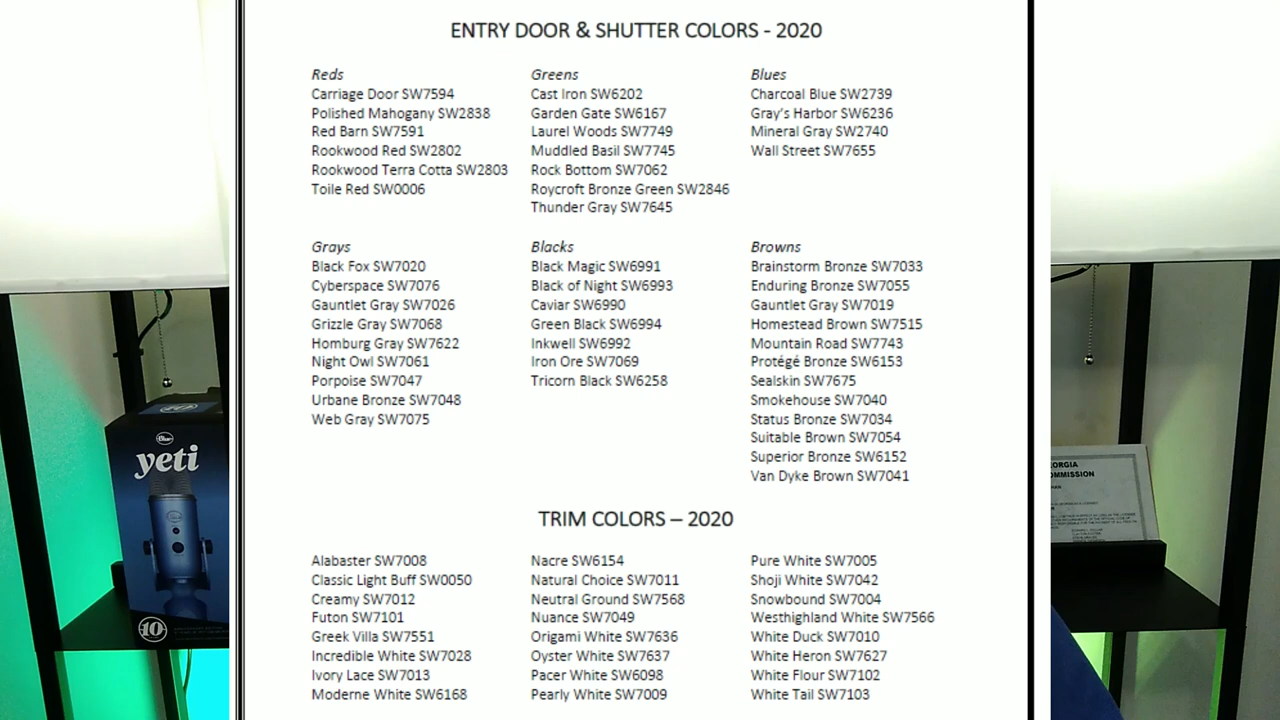 ENTRY DOOR & SHUTTER COLORS - 2020
Reds
Carriage Door SW7594
Polished Mahogany SW2838
Red Barn SW7591
Rookwood Red SW2802
Rookwood Terra Cotta SW2803
Toile Red SW0006
Greens
Cast Iron SW6202
Garden Gate SW6167
Laurel Woods SW7749
Muddled Basil SW7745
Rock Bottom SW7062
Roycroft Bronze Green SW2846
Thunder Gray SW7645
Blues
Charcoal Blue SW2739
Gray's Harbor SW6236
Mineral Gray SW2740
Wall Street SW7655
Grays
Black Fox SW7020
Cyberspace SW7076
Gauntlet Gray SW7026
Grizzle Gray SW7068
Homburg Gray SW7622
Night Owl SW7061
Porpoise SW7047
Urbane Bronze SW7048
Web Gray SW7075
Blacks
Black Magic SW6991
Black of Night SW6993
Caviar SW6990
Green Black SW6994
Inkwell SW6992
Iron Ore SW7069
Tricorn Black SW6258
Browns
Brainstorm Bronze SW7033
Enduring Bronze SW7055
Gauntlet Gray SW7019
Homestead Brown SW7515
Mountain Road SW7743
Protégé Bronze SW6153
Sealskin SW7675
Smokehouse SW7040
Status Bronze SW7034
Suitable Brown SW7054
Superior Bronze SW6152
Van Dyke Brown SW7041
TRIM COLORS – 2020
Alabaster SW7008
Classic Light Buff SW0050
Creamy SW7012
Futon SW7101
Greek Villa SW7551
Incredible White SW7028
Ivory Lace SW7013
Moderne White SW6168
Nacre SW6154
Natural Choice SW7011
Neutral Ground SW7568
Nuance SW7049
Origami White SW7636
Oyster White SW7637
Pacer White SW6098
Pearly White SW7009
Pure White SW7005
Shoji White SW7042
Snowbound SW7004
Westhighland White SW7566
White Duck SW7010
White Heron SW7627
White Flour SW7102
White Tail SW7103
Blue
yeti
10
ORGIA
OMMISSION